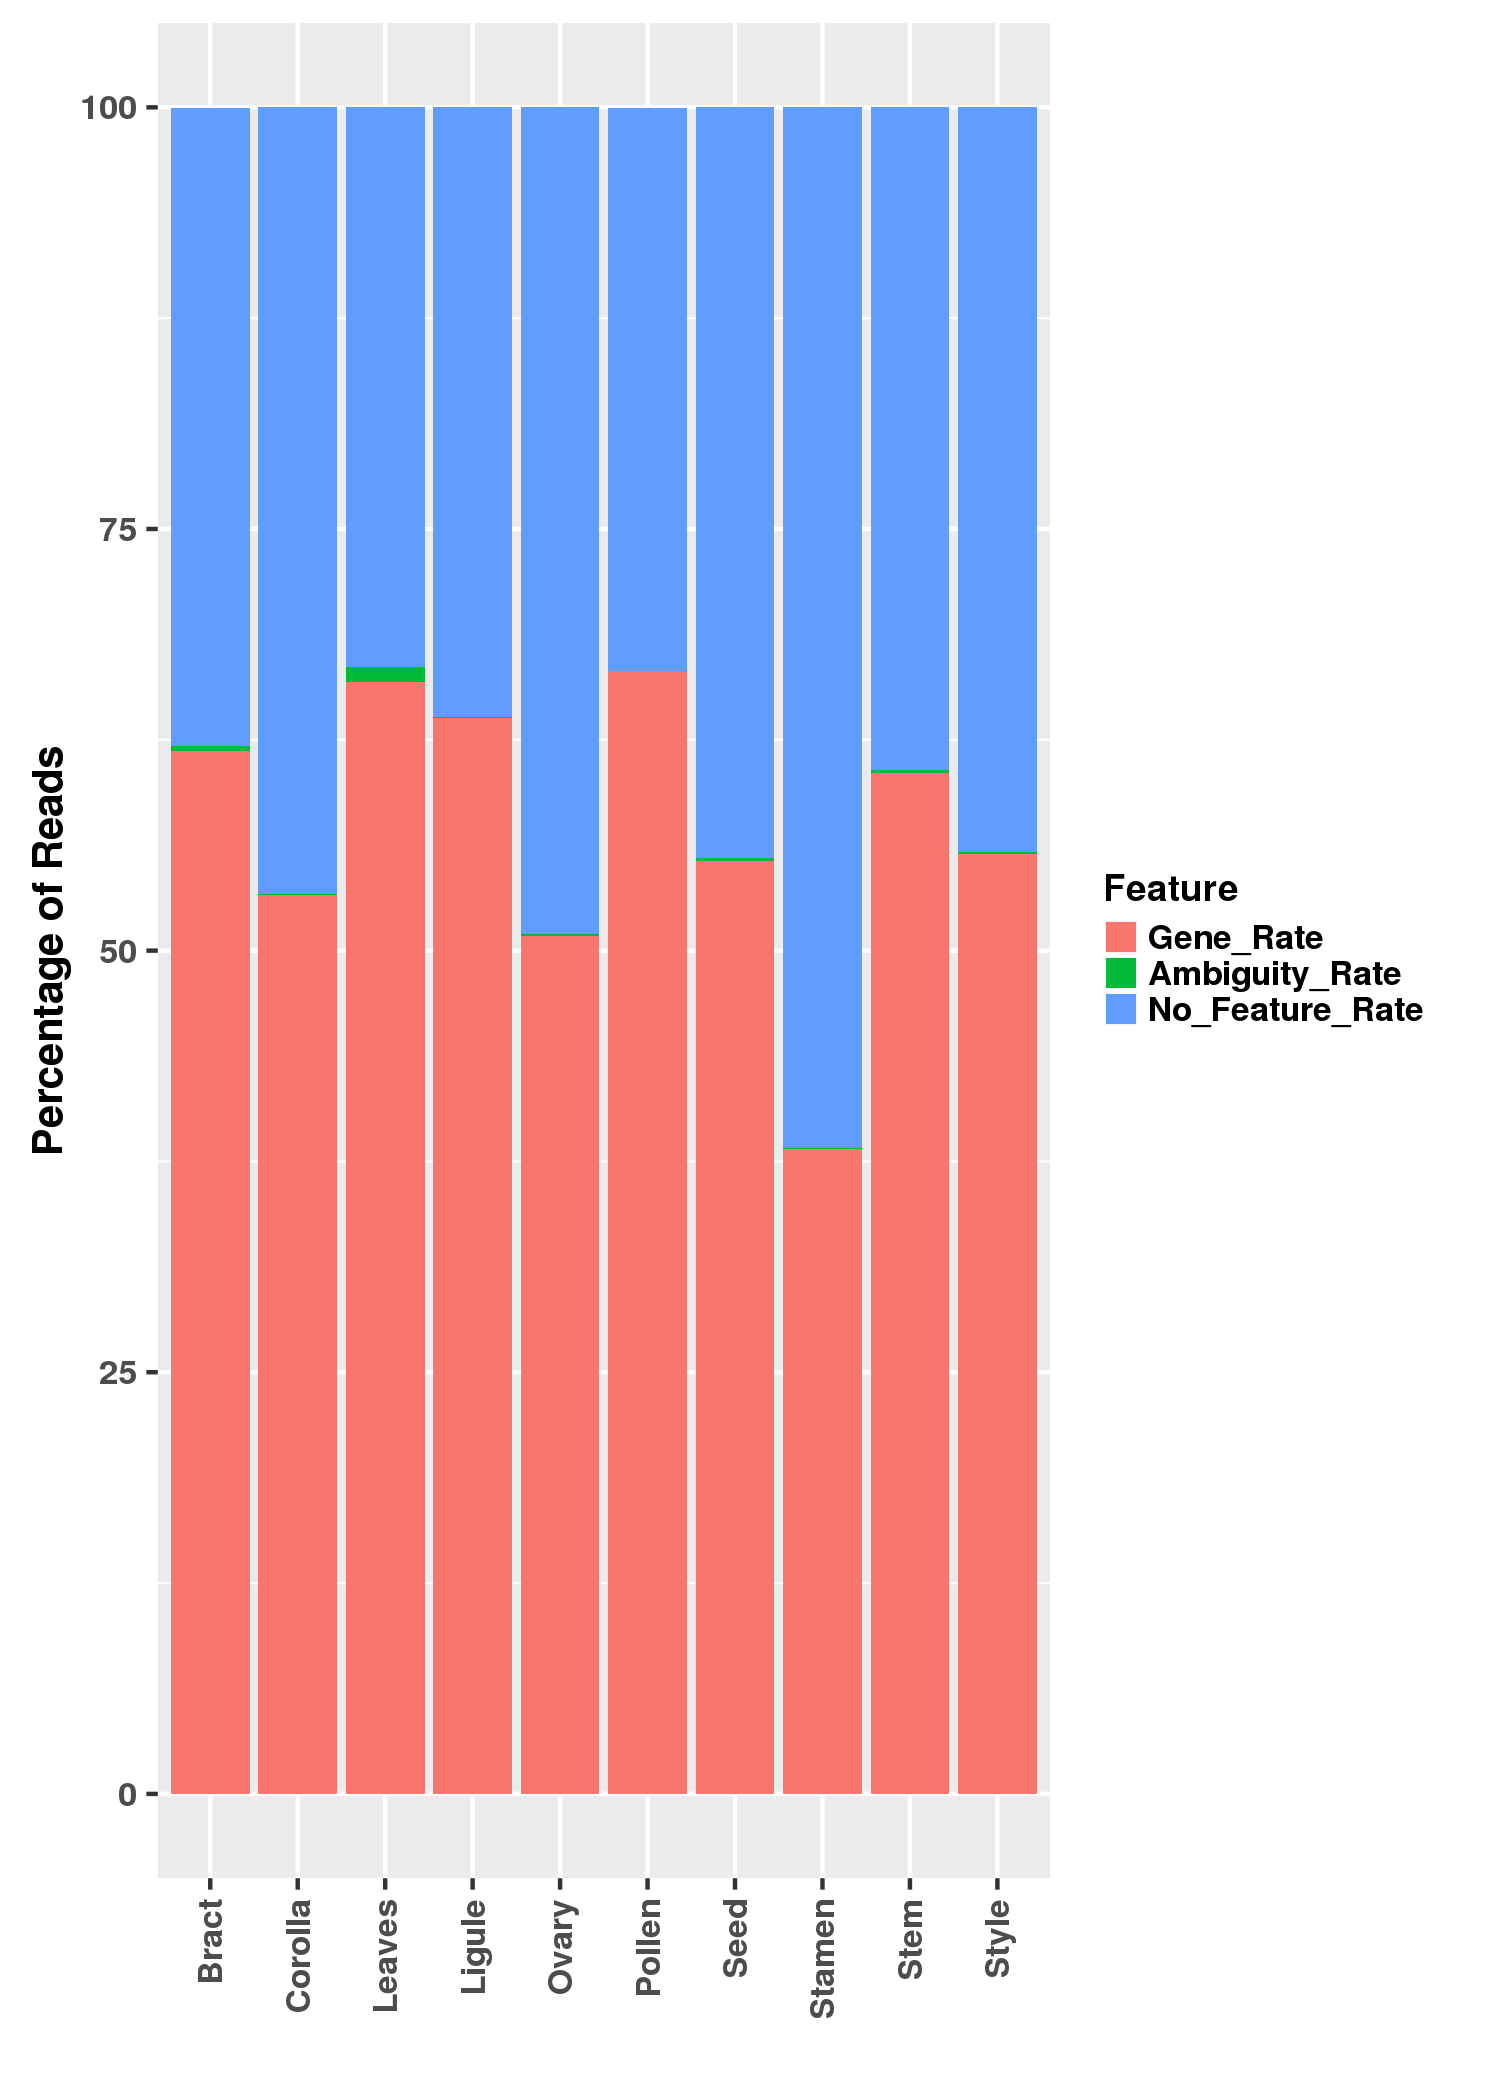 Percentage of Reads
100
75
50
25
0
Bract
Corolla
Leaves
Ligule
Ovary
Pollen
Seed
Stamen
Stem
Style
Feature
Gene_Rate
Ambiguity_Rate
No_Feature_Rate